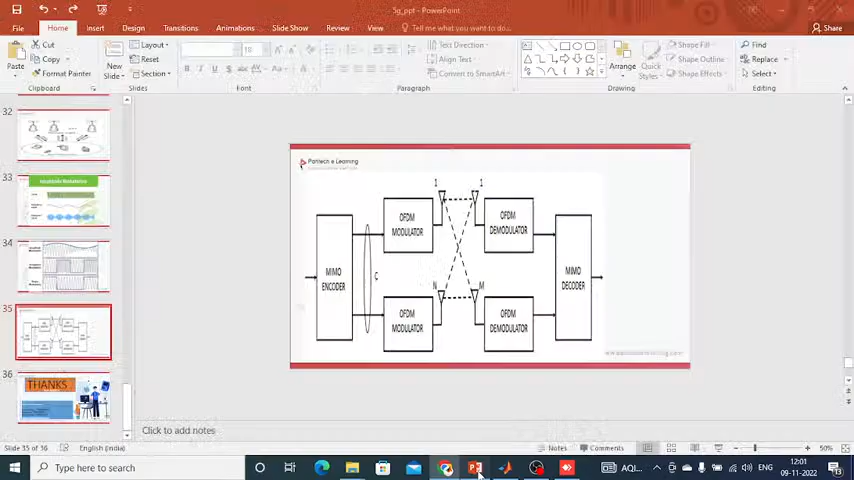 5g_ppt - PowerPoint
File
Home
Insert
Design
Transitions
Animations
Slide Show
Review
View
Tell me what you want to do...
Share
Paste
Cut
Copy
Format Painter
Clipboard
New Slide
Layout
Reset
Section
Slides
18
Font
Text Direction
Align Text
Convert to SmartArt
Paragraph
Arrange
Quick Styles
Shape Fill
Shape Outline
Shape Effects
Drawing
Find
Replace
Select
Editing
32
33
34
35
36
THANKS
Pantech e Learning
1
1
OFDM
MODULATOR
OFDM
DEMODULATOR
MIMO
ENCODER
C
N
M
MIMO
DECODER
OFDM
MODULATOR
OFDM
DEMODULATOR
Click to add notes
Slide 35 of 36
English (India)
Notes
Comments
50%
Type here to search
AQI...
ENG
12:01
09-11-2022
13